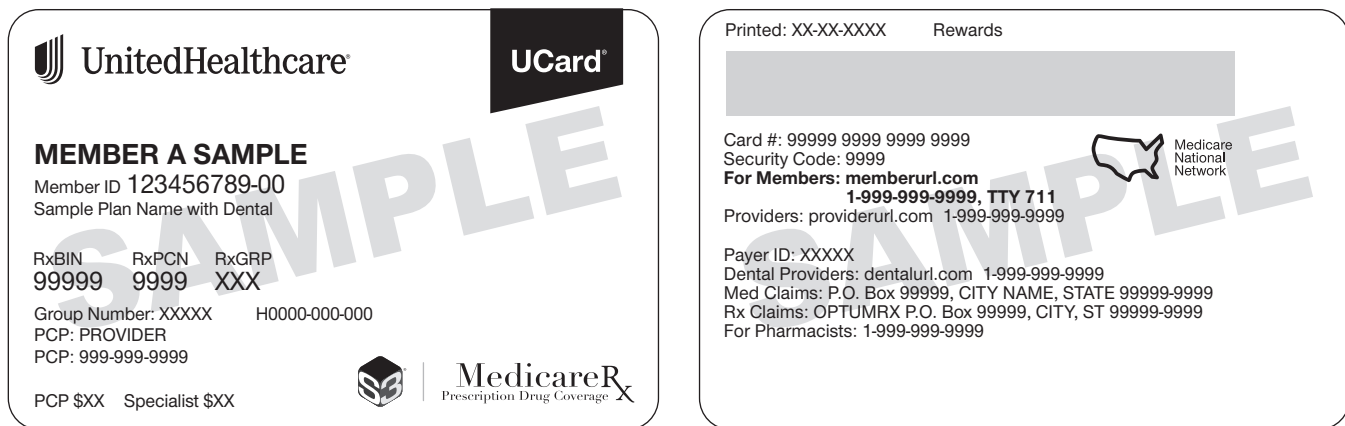 UnitedHealthcare®
UCard®
SAMPLE
MEMBER A SAMPLE
Member ID 123456789-00
Sample Plan Name with Dental
RxBIN RxPCN RxGRP
99999 9999 XXX
Group Number: XXXXX H0000-000-000
PCP: PROVIDER
PCP: 999-999-9999
PCP $XX Specialist $XX
S3
MedicareRx
Prescription Drug Coverage
Printed: XX-XX-XXXX Rewards
SAMPLE
Card #: 99999 9999 9999 9999
Security Code: 9999
For Members: memberurl.com
1-999-999-9999, TTY 711
Providers: providerurl.com 1-999-999-9999
Medicare
National
Network
Payer ID: XXXXX
Dental Providers: dentalurl.com 1-999-999-9999
Med Claims: P.O. Box 99999, CITY NAME, STATE 99999-9999
Rx Claims: OPTUMRX P.O. Box 99999, CITY, ST 99999-9999
For Pharmacists: 1-999-999-9999